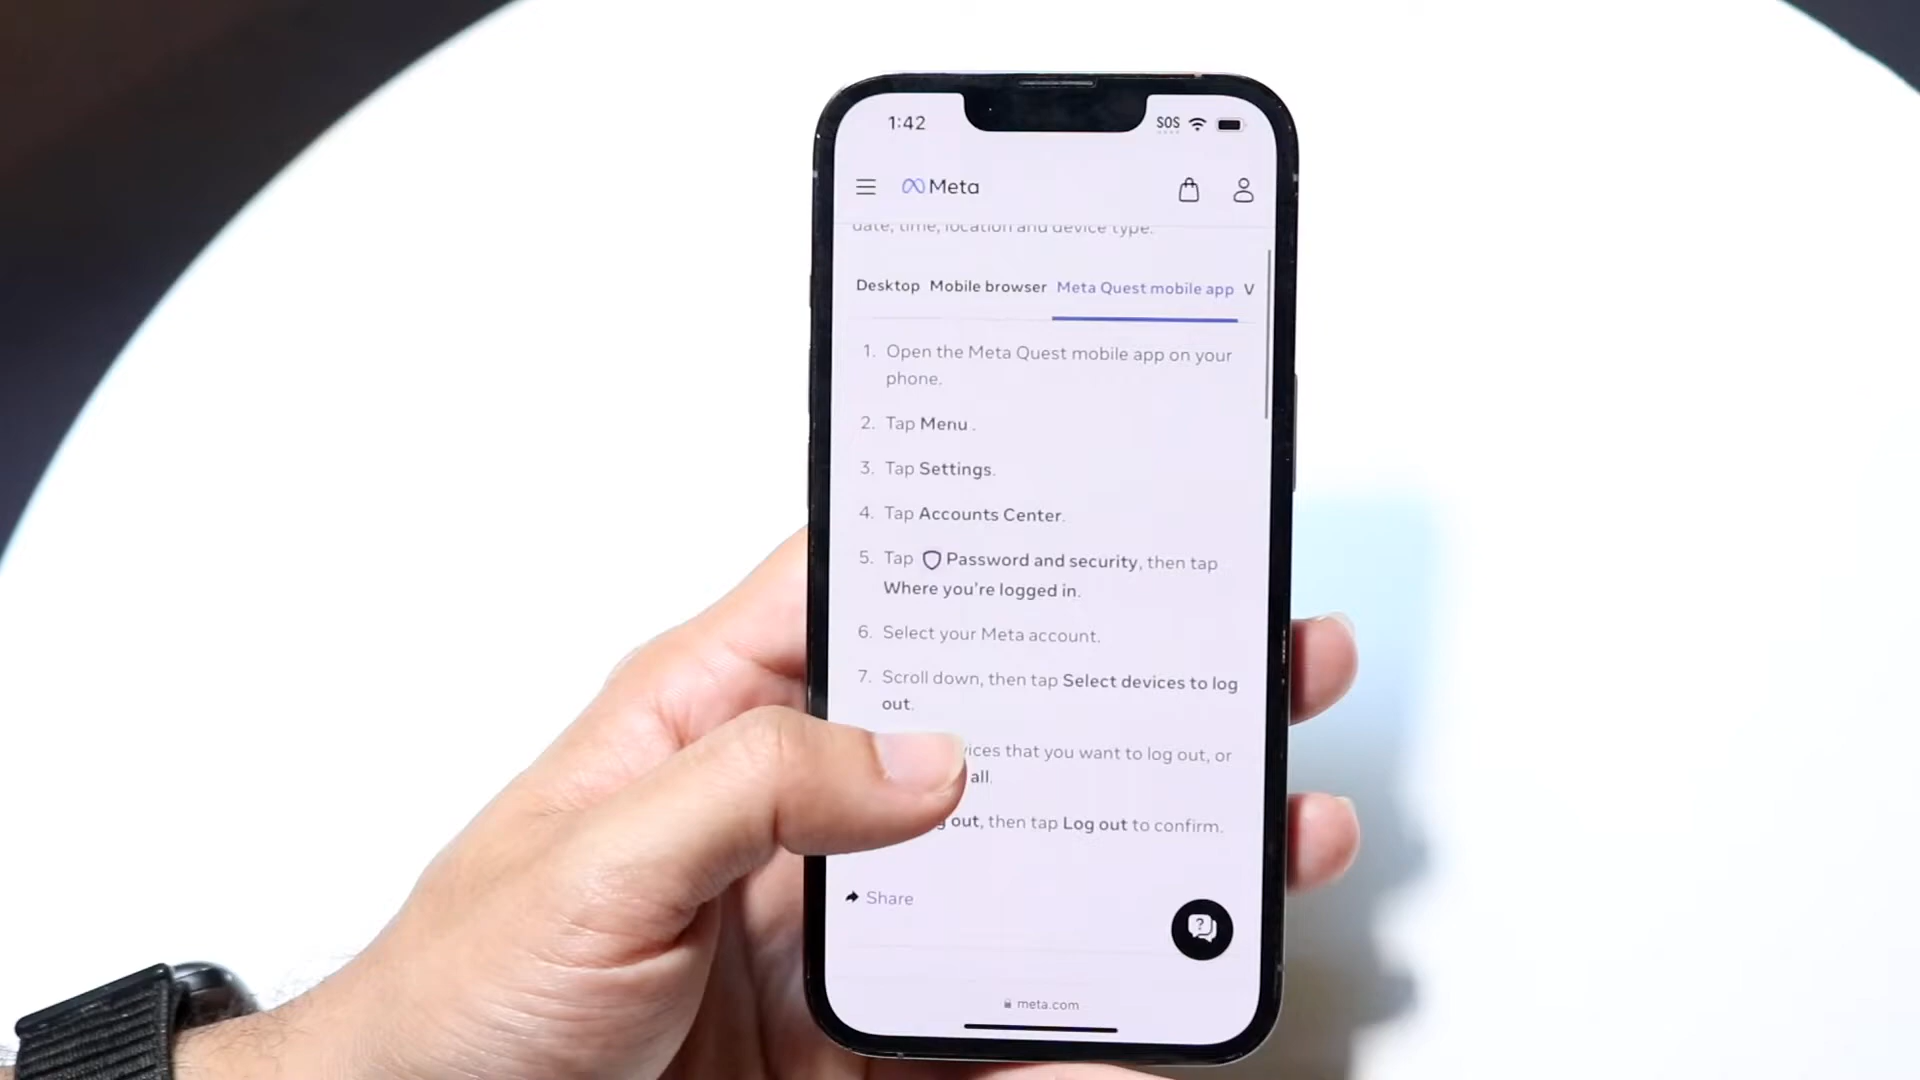 1:42
SOS
Meta
date, time, location and device type.
Desktop Mobile browser Meta Quest mobile app V
1. Open the Meta Quest mobile app on your
phone.
2. Tap Menu .
3. Tap Settings.
4. Tap Accounts Center.
5. Tap Password and security, then tap
Where you're logged in.
6. Select your Meta account.
7. Scroll down, then tap Select devices to log
out.
that you want to log out, or
all.
out, then tap Log out to confirm.
Share
?
meta.com